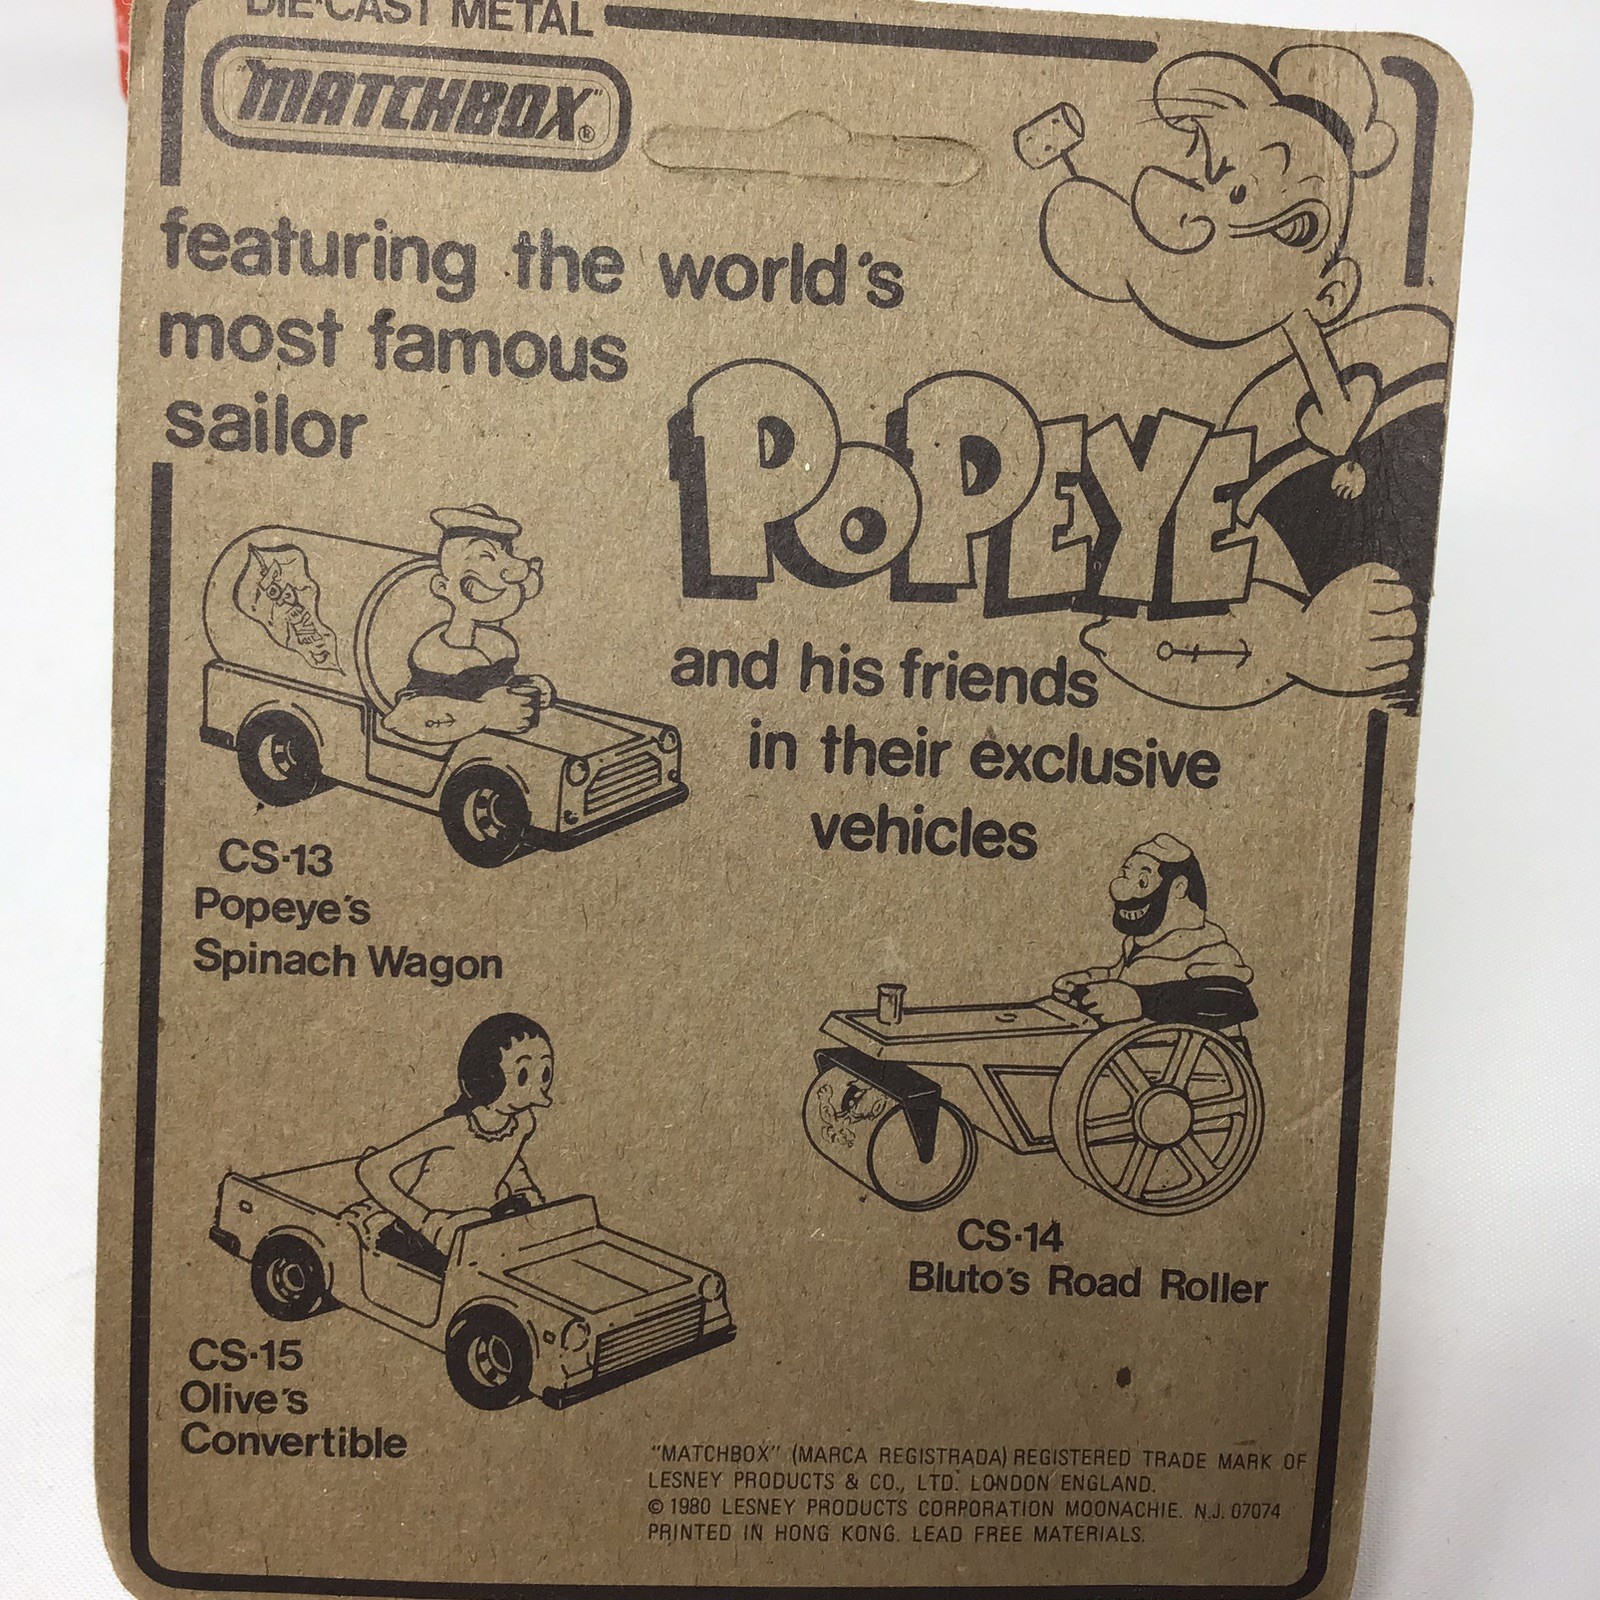 DIE-CAST METAL
"MATCHBOX"®
featuring the world's
most famous
sailor
POPEYE
and his friends
in their exclusive
vehicles
CS-13
Popeye's
Spinach Wagon
CS-14
Bluto's Road Roller
CS-15
Olive's
Convertible
"MATCHBOX" (MARCA REGISTRADA) REGISTERED TRADE MARK OF
LESNEY PRODUCTS & CO., LTD. LONDON ENGLAND.
© 1980 LESNEY PRODUCTS CORPORATION MOONACHIE. N.J. 07074
PRINTED IN HONG KONG. LEAD FREE MATERIALS.